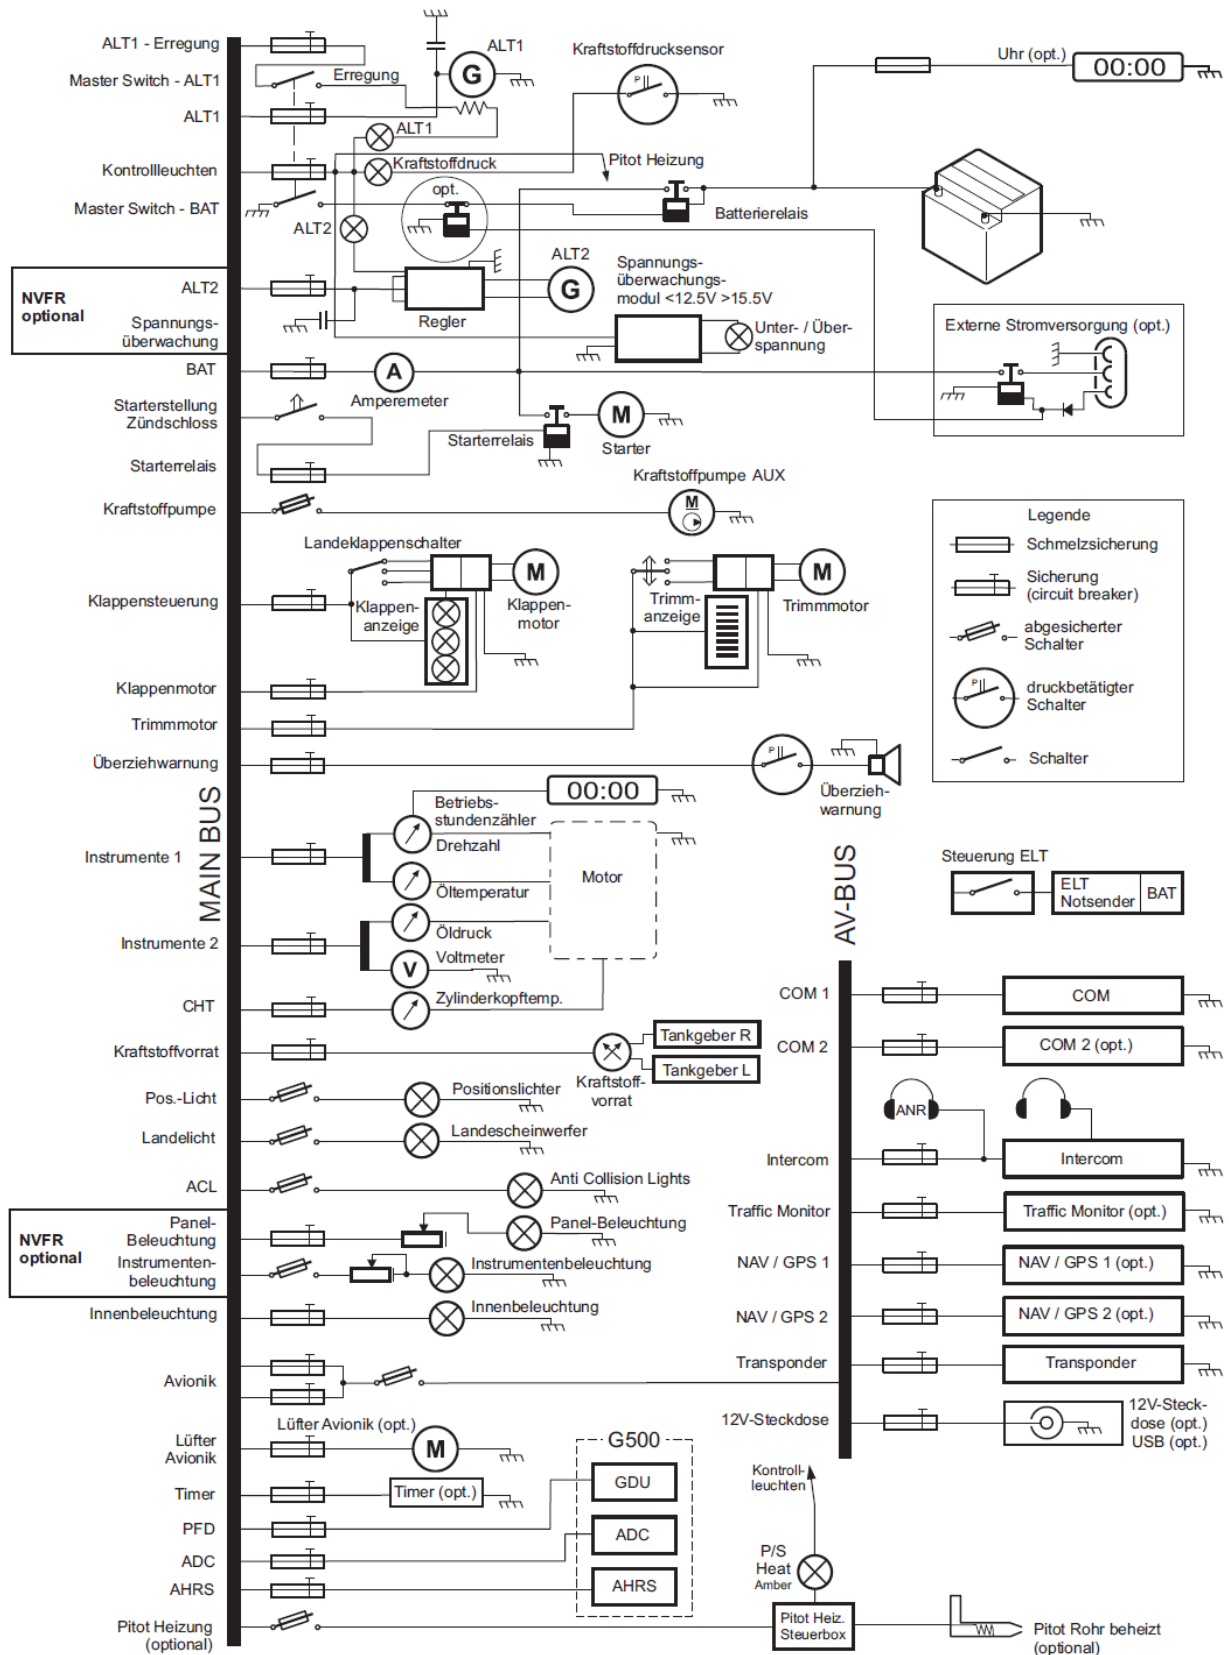 ALT1 - Erregung
Master Switch - ALT1
Erregung
ALT1
G
ALT1
ALT1
Kraftstoffdrucksensor
P
Uhr (opt.)
00:00
Kontrollleuchten
Kraftstoffdruck
Pitot Heizung
Master Switch - BAT
opt.
Batterierelais
ALT2
NVFR
optional
ALT2
Spannungs-
überwachung
Regler
ALT2
G
Spannungs-
überwachungs-
modul <12.5V >15.5V
Unter- / Über-
spannung
Externe Stromversorgung (opt.)
BAT
A
Amperemeter
Starterstellung
Zündschloss
Starterrelais
M
Starter
Starterrelais
Kraftstoffpumpe
Kraftstoffpumpe AUX
M
Legende
Schmelzsicherung
Sicherung
(circuit breaker)
abgesicherter
Schalter
P
druckbetätigter
Schalter
Schalter
Landeklappenschalter
M
Klappensteuerung
Klappen-
anzeige
Klappen-
motor
Trimm-
anzeige
M
Trimmmotor
Klappenmotor
Trimmmotor
Überziehwarnung
P
Überzieh-
warnung
MAIN BUS
00:00
Betriebs-
stundenzähler
Drehzahl
Instrumente 1
Öltemperatur
Motor
Öldruck
Instrumente 2
V
Voltmeter
CHT
Zylinderkopftemp.
Kraftstoffvorrat
Tankgeber R
Tankgeber L
Kraftstoff-
vorrat
Pos.-Licht
Positionslichter
Landelicht
Landescheinwerfer
ACL
Anti Collision Lights
NVFR
optional
Panel-
Beleuchtung
Panel-Beleuchtung
Instrumenten-
beleuchtung
Instrumentenbeleuchtung
Innenbeleuchtung
Innenbeleuchtung
Avionik
Lüfter
Avionik
Lüfter Avionik (opt.)
M
Timer
Timer (opt.)
PFD
ADC
AHRS
G500
GDU
ADC
AHRS
Pitot Heizung
(optional)
Steuerung ELT
ELT
Notsender
BAT
AV-BUS
COM 1
COM
COM 2
COM 2 (opt.)
ANR
Intercom
Intercom
Traffic Monitor
Traffic Monitor (opt.)
NAV / GPS 1
NAV / GPS 1 (opt.)
NAV / GPS 2
NAV / GPS 2 (opt.)
Transponder
Transponder
12V-Steckdose
12V-Steck-
dose (opt.)
USB (opt.)
Kontroll-
leuchten
P/S
Heat
Amber
Pitot Heiz.
Steuerbox
Pitot Rohr beheizt
(optional)